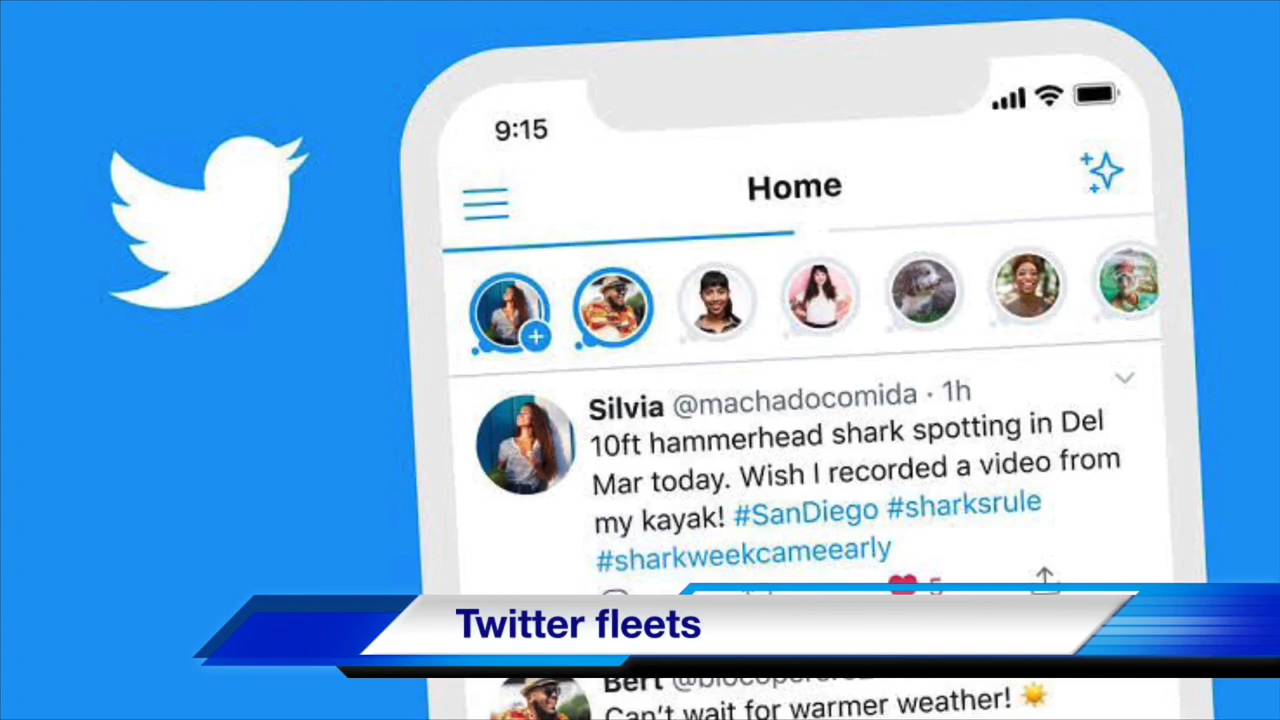 9:15
Home
Silvia @machadocomida · 1h
10ft hammerhead shark spotting in Del
Mar today. Wish I recorded a video from
my kayak! #SanDiego #sharksrule
#sharkweekcameearly
5
Twitter fleets
Bert
Can't wait for warmer weather! ☀️